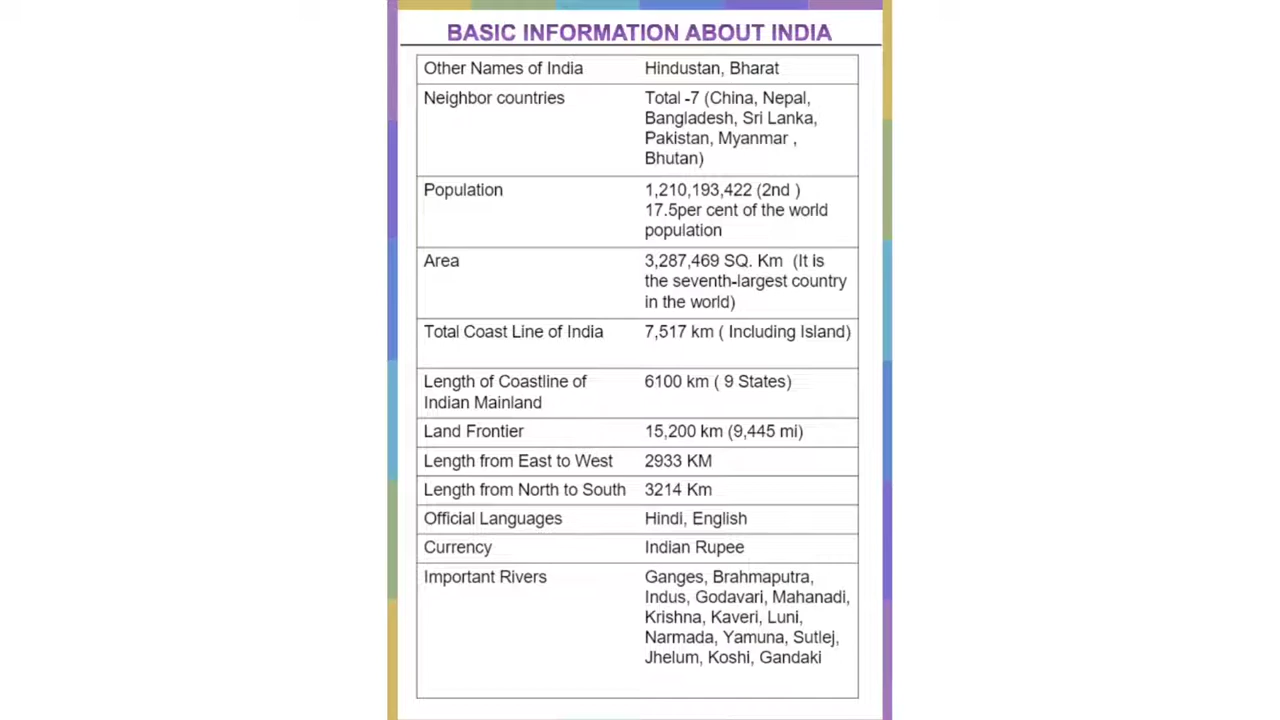 BASIC INFORMATION ABOUT INDIA
Other Names of India Hindustan, Bharat
Neighbor countries Total -7 (China, Nepal,
Bangladesh, Sri Lanka,
Pakistan, Myanmar ,
Bhutan)
Population 1,210,193,422 (2nd )
17.5per cent of the world
population
Area 3,287,469 SQ. Km (It is
the seventh-largest country
in the world)
Total Coast Line of India 7,517 km ( Including Island)
Length of Coastline of 6100 km ( 9 States)
Indian Mainland
Land Frontier 15,200 km (9,445 mi)
Length from East to West 2933 KM
Length from North to South 3214 Km
Official Languages Hindi, English
Currency Indian Rupee
Important Rivers Ganges, Brahmaputra,
Indus, Godavari, Mahanadi,
Krishna, Kaveri, Luni,
Narmada, Yamuna, Sutlej,
Jhelum, Koshi, Gandaki